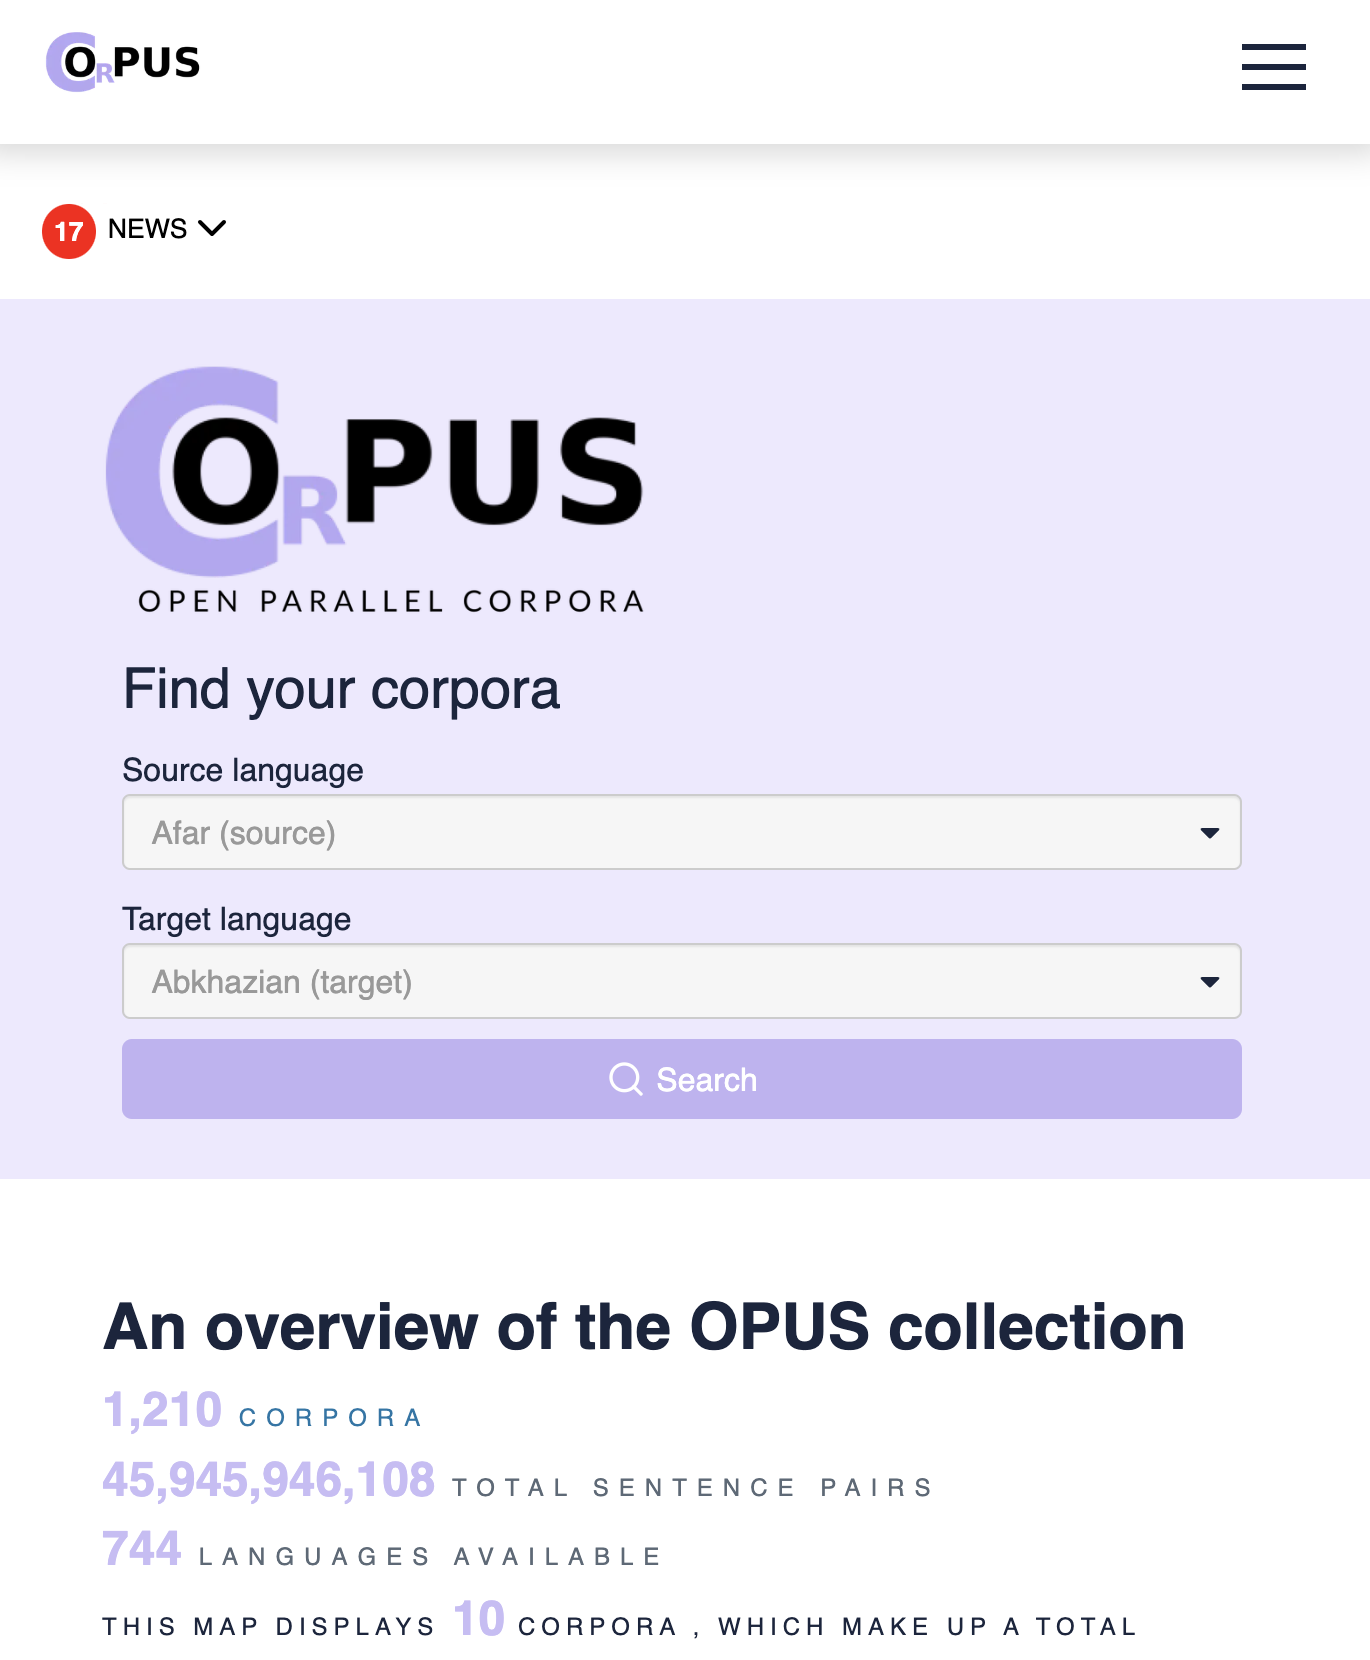 CORPUS
17 NEWS
CORPUS
OPEN PARALLEL CORPORA
Find your corpora
Source language
Afar (source)
Target language
Abkhazian (target)
Search
An overview of the OPUS collection
1,210 CORPORA
45,945,946,108 TOTAL SENTENCE PAIRS
744 LANGUAGES AVAILABLE
THIS MAP DISPLAYS 10 CORPORA , WHICH MAKE UP A TOTAL